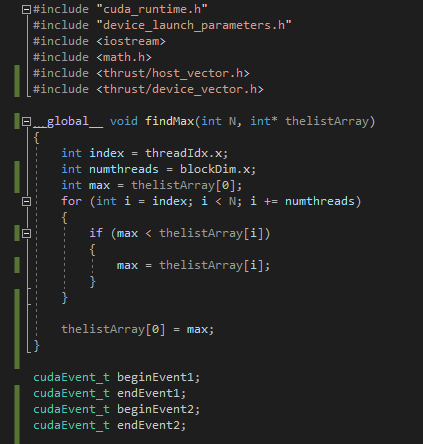 #include "cuda_runtime.h"
#include "device_launch_parameters.h"
#include <iostream>
#include <math.h>
#include <thrust/host_vector.h>
#include <thrust/device_vector.h>
__global__ void findMax(int N, int* thelistArray)
{
int index = threadIdx.x;
int numthreads = blockDim.x;
int max = thelistArray[0];
for (int i = index; i < N; i += numthreads)
{
if (max < thelistArray[i])
{
max = thelistArray[i];
}
}
thelistArray[0] = max;
}
cudaEvent_t beginEvent1;
cudaEvent_t endEvent1;
cudaEvent_t beginEvent2;
cudaEvent_t endEvent2;